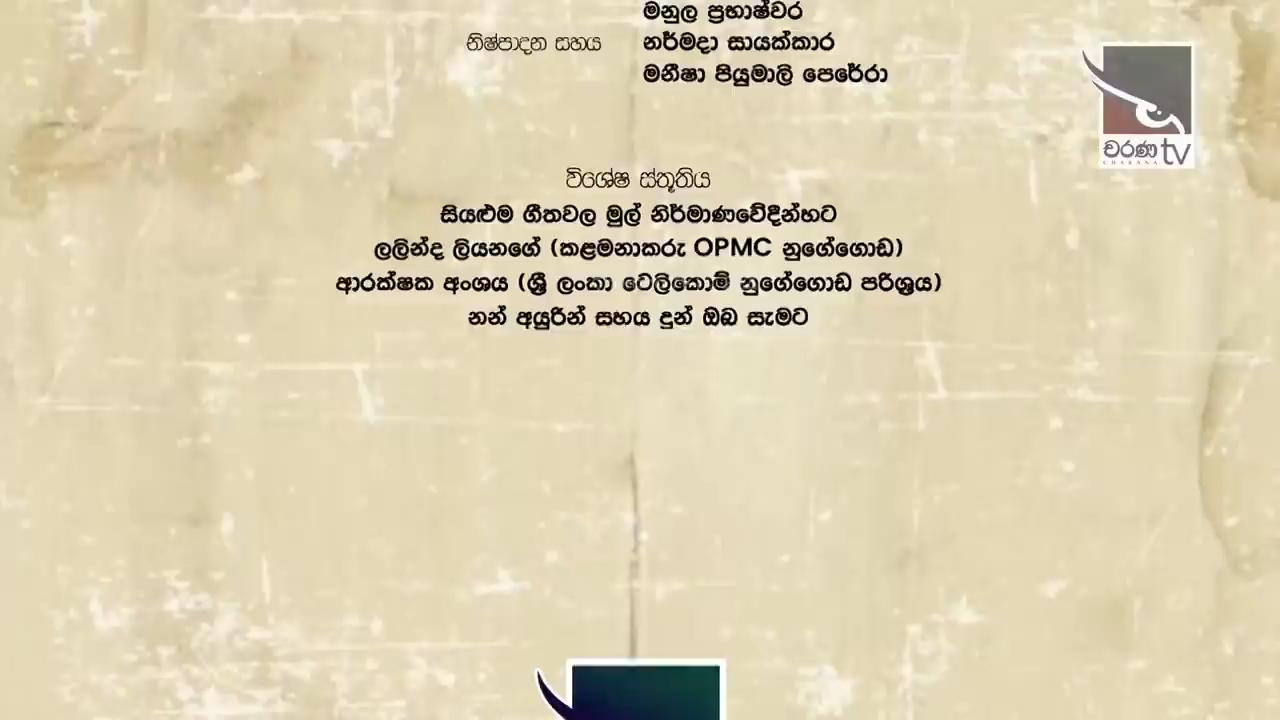 මනුල ප්‍රභාෂ්වර
නිෂ්පාදන සහය නර්මදා සායක්කාර
මනීෂා පියුමාලි පෙරේරා
චරණ tv
CHARANA
විශේෂ ස්තූතිය
සියළුම ගීතවල මුල් නිර්මාණවේදීන්හට
ලලින්ද ලියනගේ (කළමනාකරු OPMC නුගේගොඩ)
ආරක්ෂක අංශය (ශ්‍රී ලංකා ටෙලිකොම් නුගේගොඩ පරිශ්‍රය)
නන් අයුරින් සහය දුන් ඔබ සැමට